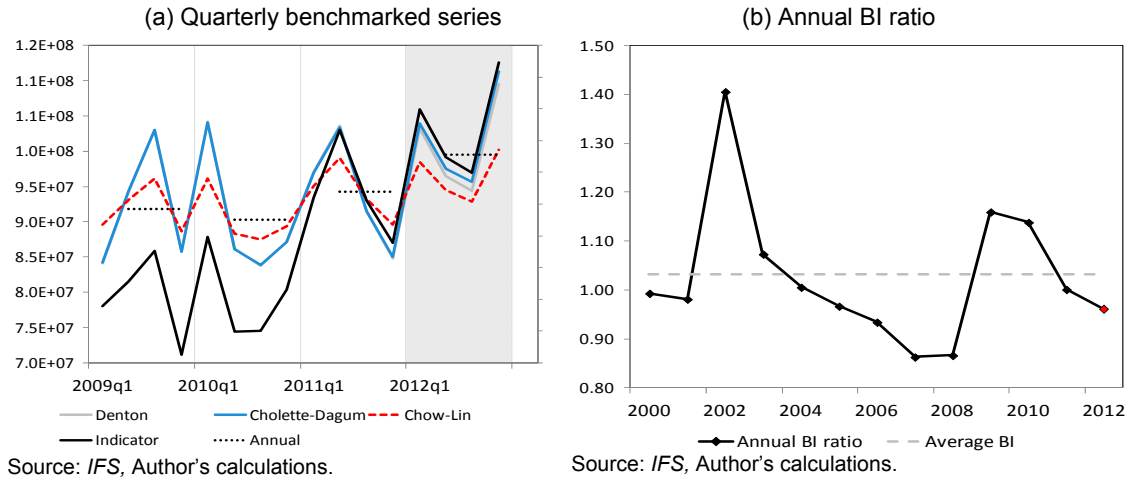 (a) Quarterly benchmarked series
1.2E+08
1.1E+08
1.1E+08
1.0E+08
9.5E+07
9.0E+07
8.5E+07
8.0E+07
7.5E+07
7.0E+07
2009q1 2010q1 2011q1 2012q1
Denton Cholette-Dagum Chow-Lin
Indicator Annual
Source: IFS, Author's calculations.
(b) Annual BI ratio
1.50
1.40
1.30
1.20
1.10
1.00
0.90
0.80
2000 2002 2004 2006 2008 2010 2012
Annual BI ratio Average BI
Source: IFS, Author's calculations.